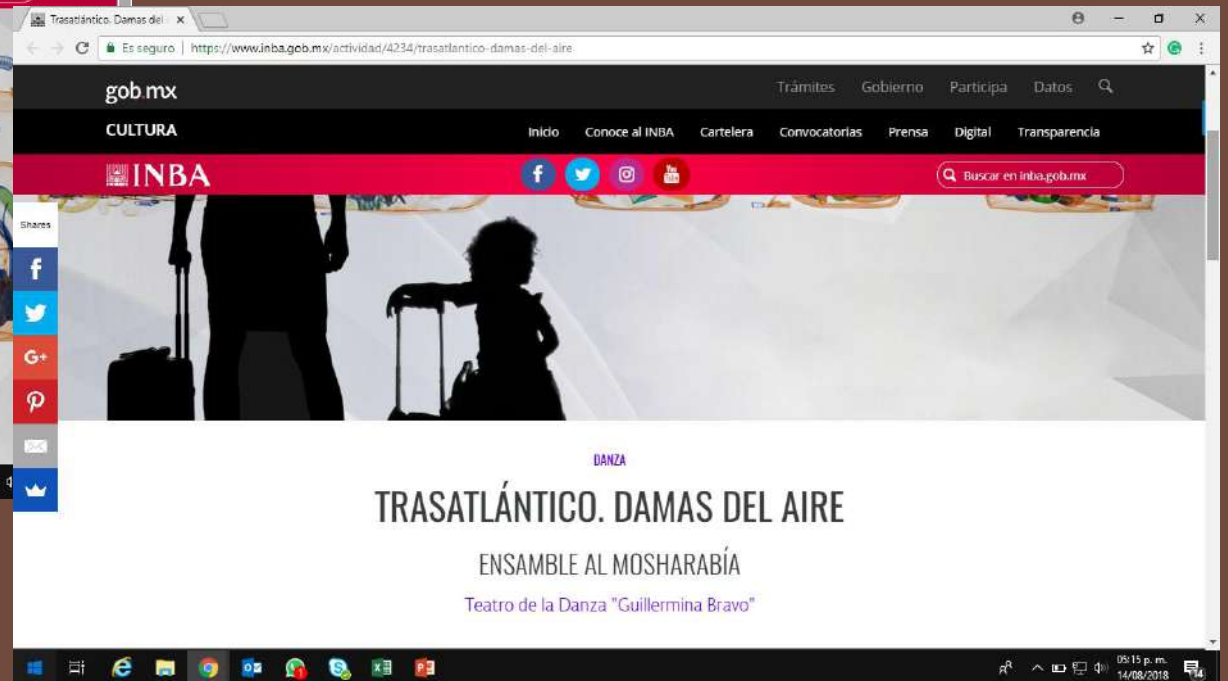 Trasatlántico. Damas del
Es seguro | https://www.inba.gob.mx/actividad/4234/trasatlantico-damas-del-aire
gob.mx
Trámites Gobierno Participa Datos
CULTURA
Inicio Conoce al INBA Cartelera Convocatorias Prensa Digital Transparencia
INBA
Buscar en inba.gob.mx
Shares
DANZA
TRASATLÁNTICO. DAMAS DEL AIRE
ENSAMBLE AL MOSHARABÍA
Teatro de la Danza "Guillermina Bravo"
05:15 p. m.
14/08/2018